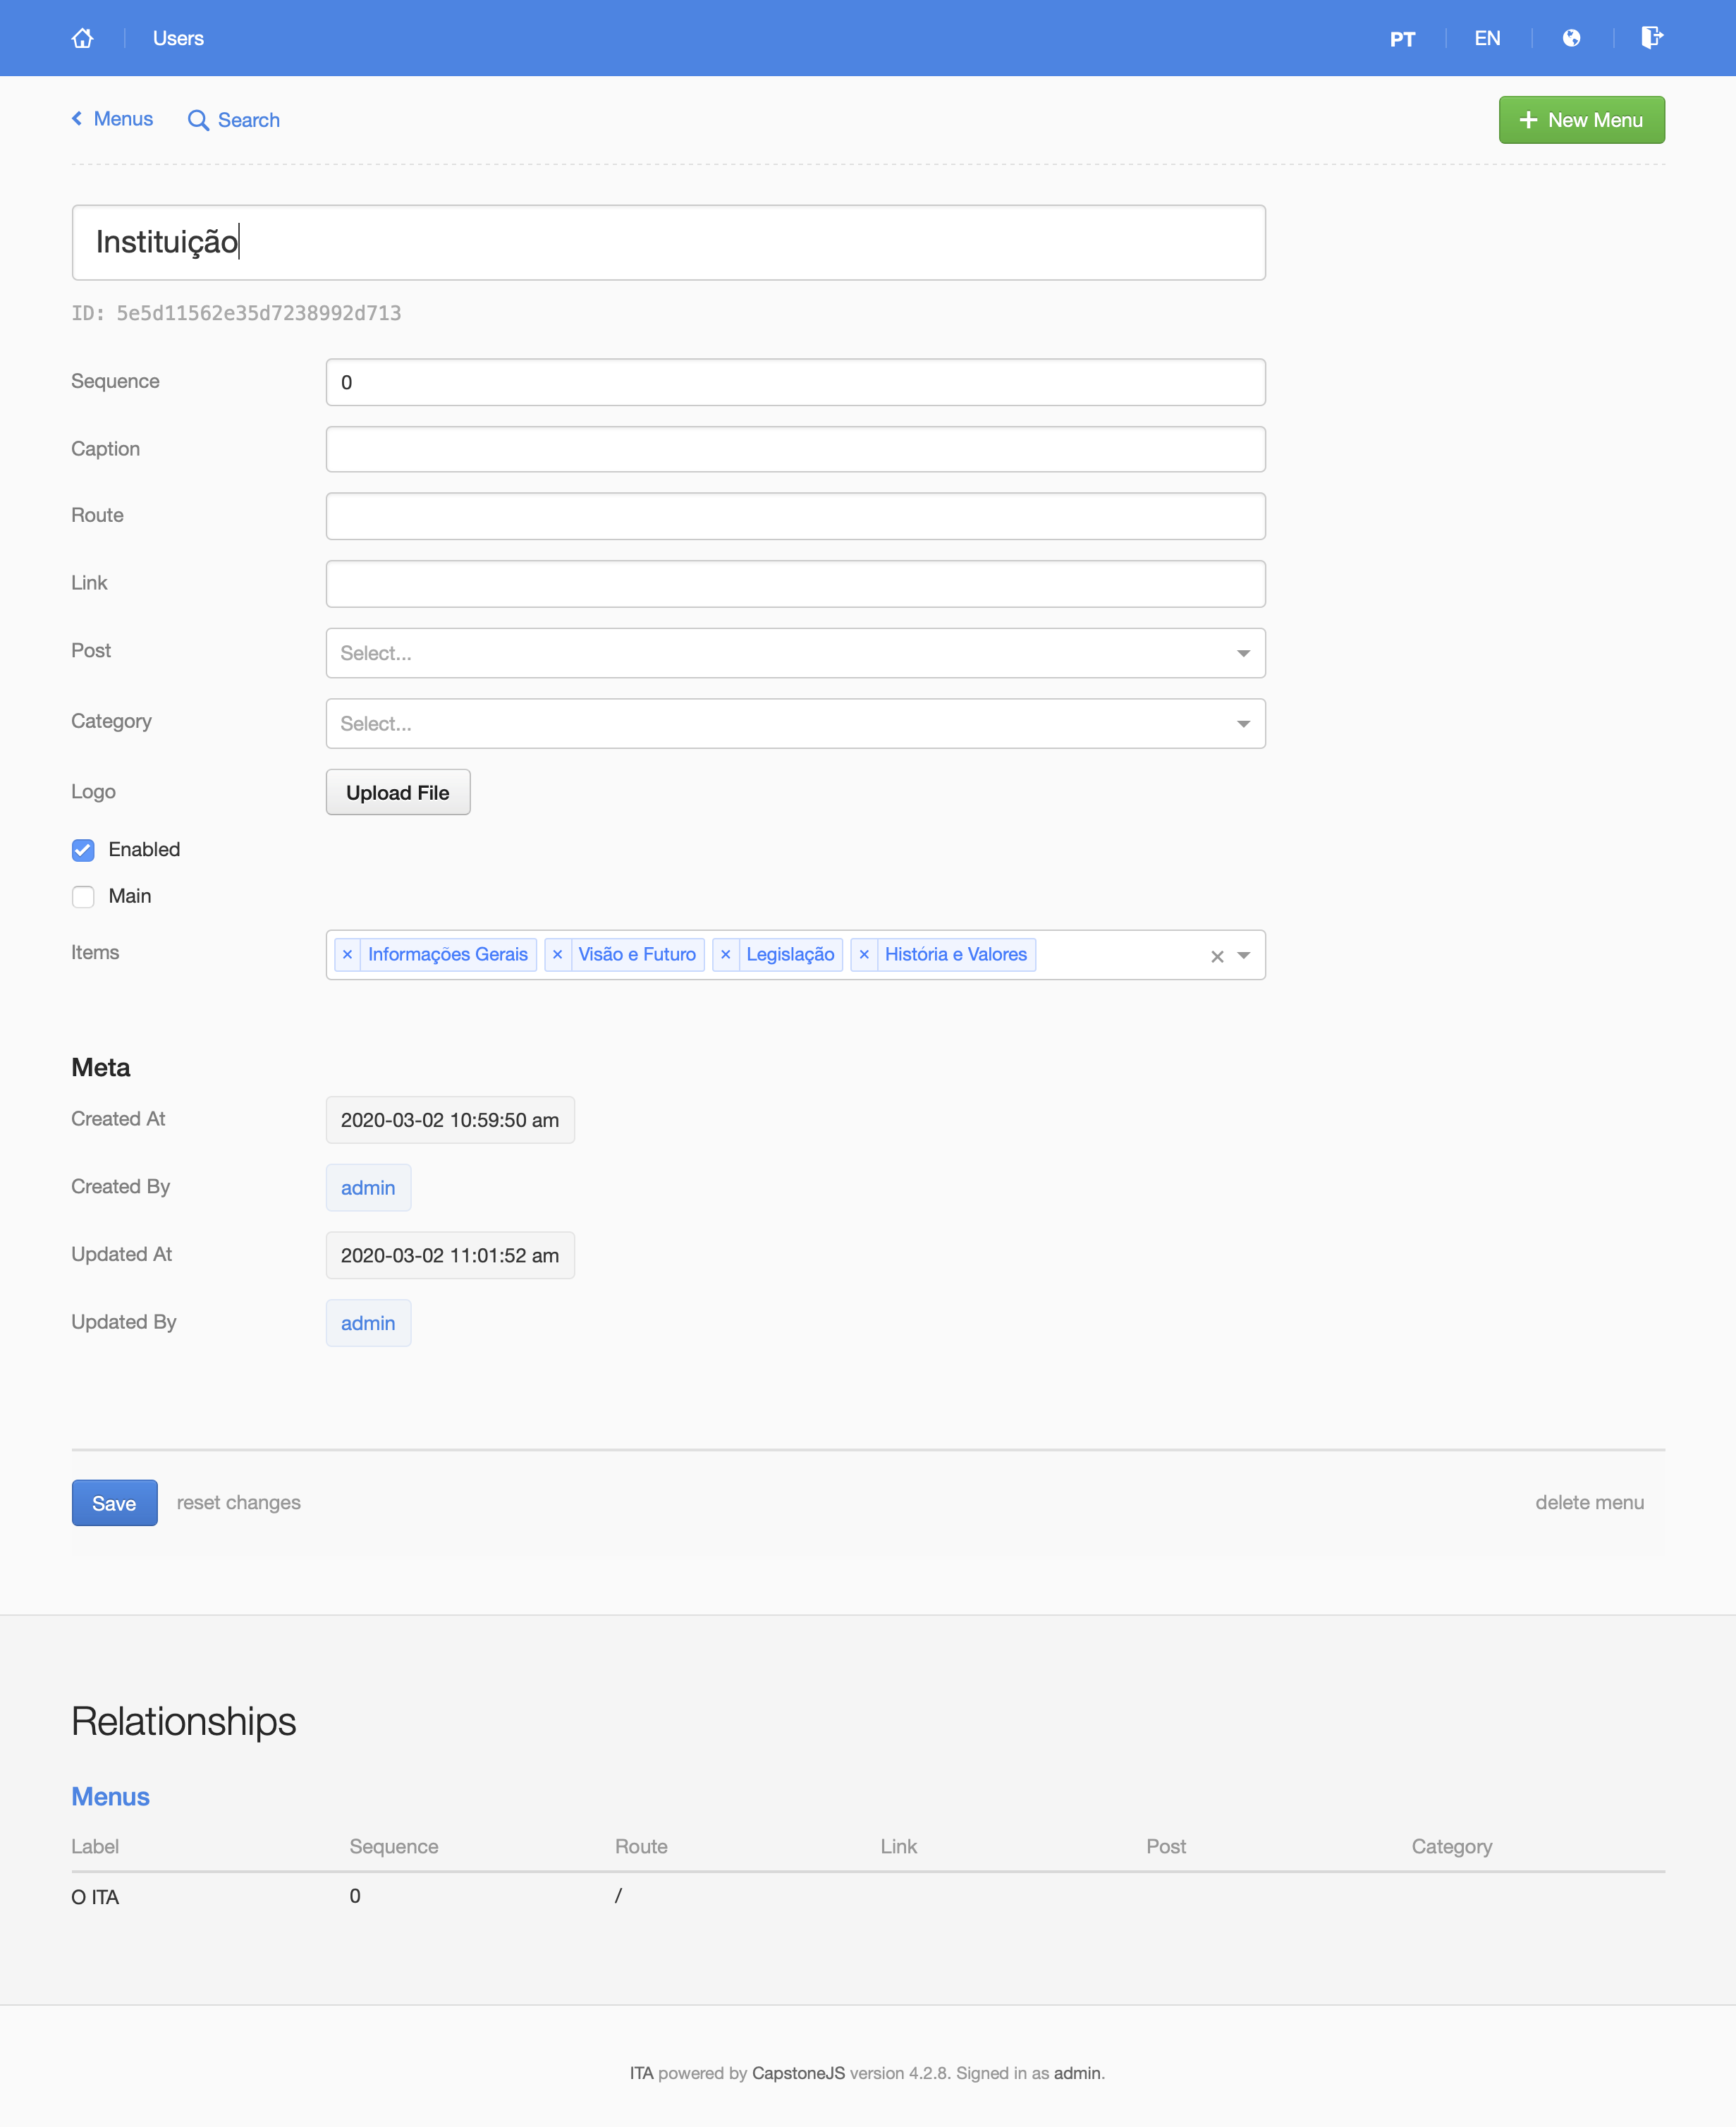 Users PT EN
Menus Search + New Menu
Instituição
ID: 5e5d11562e35d7238992d713
Sequence 0
Caption
Route
Link
Post Select...
Category Select...
Logo Upload File
Enabled
Main
Items × Informações Gerais × Visão e Futuro × Legislação × História e Valores ×
Meta
Created At 2020-03-02 10:59:50 am
Created By admin
Updated At 2020-03-02 11:01:52 am
Updated By admin
Save reset changes delete menu
Relationships
Menus
Label Sequence Route Link Post Category
O ITA 0 /
ITA powered by CapstoneJS version 4.2.8. Signed in as admin.